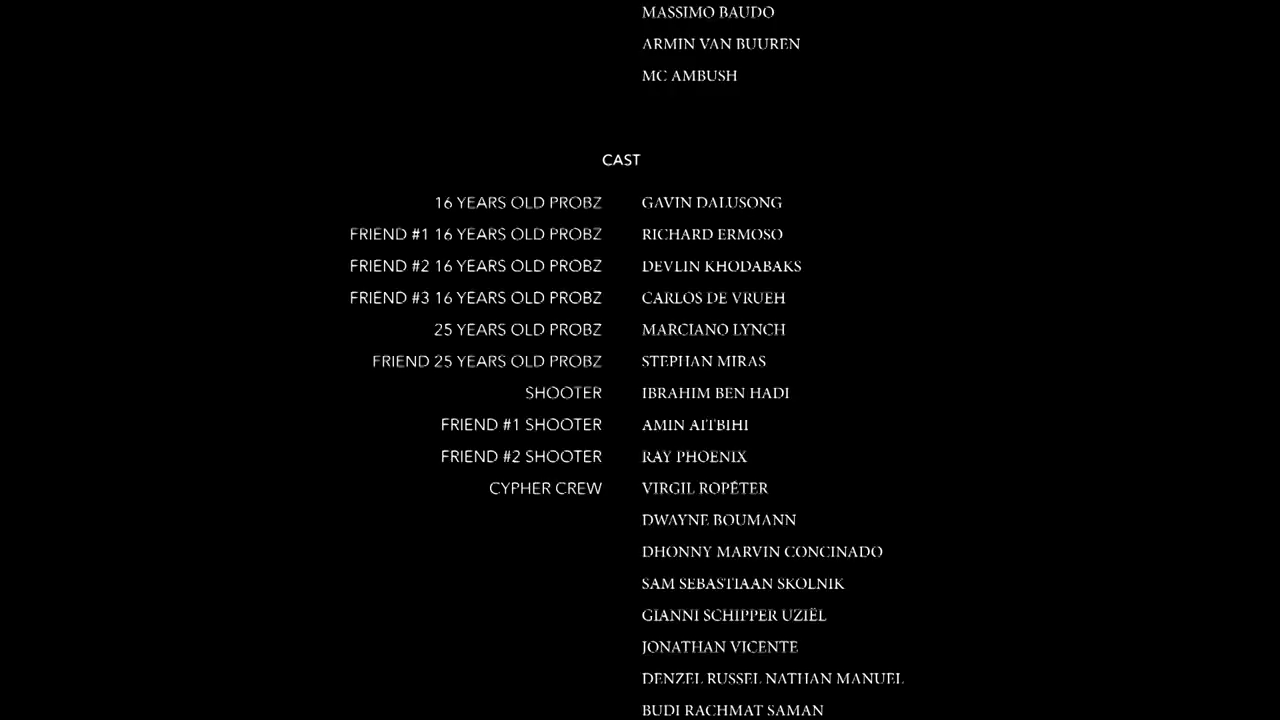 MASSIMO BAUDO
ARMIN VAN BUUREN
MC AMBUSH
CAST
16 YEARS OLD PROBZ GAVIN DALUSONG
FRIEND #1 16 YEARS OLD PROBZ RICHARD ERMOSO
FRIEND #2 16 YEARS OLD PROBZ DEVLIN KHODABAKS
FRIEND #3 16 YEARS OLD PROBZ CARLOS DE VRUEH
25 YEARS OLD PROBZ MARCIANO LYNCH
FRIEND 25 YEARS OLD PROBZ STEPHAN MIRAS
SHOOTER IBRAHIM BEN HADI
FRIEND #1 SHOOTER AMIN AITBIHI
FRIEND #2 SHOOTER RAY PHOENIX
CYPHER CREW VIRGIL ROPÊTER
DWAYNE BOUMANN
DHONNY MARVIN CONCINADO
SAM SEBASTIAAN SKOLNIK
GIANNI SCHIPPER UZIËL
JONATHAN VICENTE
DENZEL RUSSEL NATHAN MANUEL
BUDI RACHMAT SAMAN